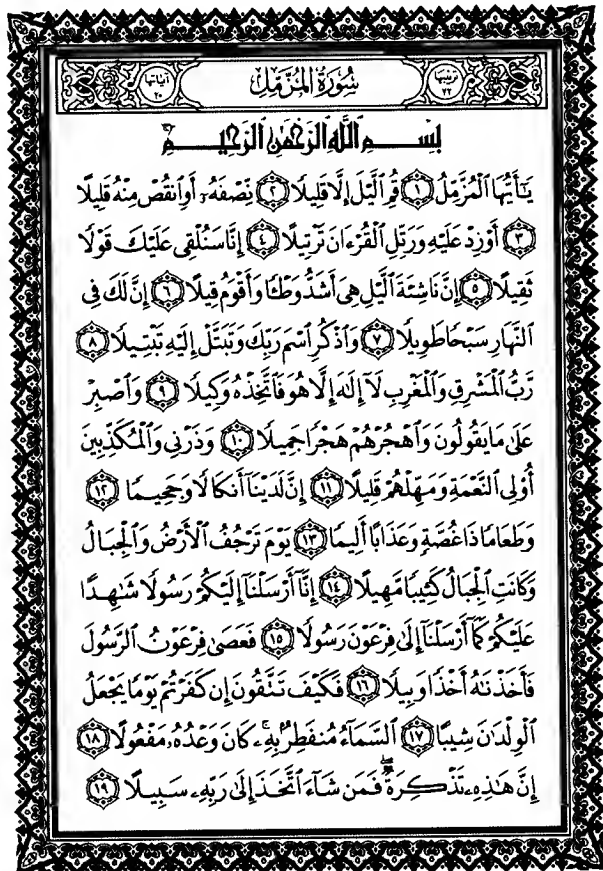 ترتيبها ٧٣ سُورَةُ المُزَّمِّلِ آياتها ٢٠
بِسْمِ ٱللَّهِ ٱلرَّحْمَٰنِ ٱلرَّحِيمِ
يَٰٓأَيُّهَا ٱلْمُزَّمِّلُ ١ قُمِ ٱلَّيْلَ إِلَّا قَلِيلًا ٢ نِّصْفَهُۥٓ أَوِ ٱنقُصْ مِنْهُ قَلِيلًا
٣ أَوْ زِدْ عَلَيْهِ وَرَتِّلِ ٱلْقُرْءَانَ تَرْتِيلًا ٤ إِنَّا سَنُلْقِى عَلَيْكَ قَوْلًا
ثَقِيلًا ٥ إِنَّ نَاشِئَةَ ٱلَّيْلِ هِىَ أَشَدُّ وَطْـًٔا وَأَقْوَمُ قِيلًا ٦ إِنَّ لَكَ فِى
ٱلنَّهَارِ سَبْحًا طَوِيلًا ٧ وَٱذْكُرِ ٱسْمَ رَبِّكَ وَتَبَتَّلْ إِلَيْهِ تَبْتِيلًا ٨
رَّبُّ ٱلْمَشْرِقِ وَٱلْمَغْرِبِ لَآ إِلَٰهَ إِلَّا هُوَ فَٱتَّخِذْهُ وَكِيلًا ٩ وَٱصْبِرْ
عَلَىٰ مَا يَقُولُونَ وَٱهْجُرْهُمْ هَجْرًا جَمِيلًا ١٠ وَذَرْنِى وَٱلْمُكَذِّبِينَ
أُو۟لِى ٱلنَّعْمَةِ وَمَهِّلْهُمْ قَلِيلًا ١١ إِنَّ لَدَيْنَآ أَنكَالًا وَجَحِيمًا ١٢
وَطَعَامًا ذَا غُصَّةٍ وَعَذَابًا أَلِيمًا ١٣ يَوْمَ تَرْجُفُ ٱلْأَرْضُ وَٱلْجِبَالُ
وَكَانَتِ ٱلْجِبَالُ كَثِيبًا مَّهِيلًا ١٤ إِنَّآ أَرْسَلْنَآ إِلَيْكُمْ رَسُولًا شَٰهِدًا
عَلَيْكُمْ كَمَآ أَرْسَلْنَآ إِلَىٰ فِرْعَوْنَ رَسُولًا ١٥ فَعَصَىٰ فِرْعَوْنُ ٱلرَّسُولَ
فَأَخَذْنَٰهُ أَخْذًا وَبِيلًا ١٦ فَكَيْفَ تَتَّقُونَ إِن كَفَرْتُمْ يَوْمًا يَجْعَلُ
ٱلْوِلْدَٰنَ شِيبًا ١٧ ٱلسَّمَآءُ مُنفَطِرٌۢ بِهِۦ ۚ كَانَ وَعْدُهُۥ مَفْعُولًا ١٨
إِنَّ هَٰذِهِۦ تَذْكِرَةٌ ۖ فَمَن شَآءَ ٱتَّخَذَ إِلَىٰ رَبِّهِۦ سَبِيلًا ١٩